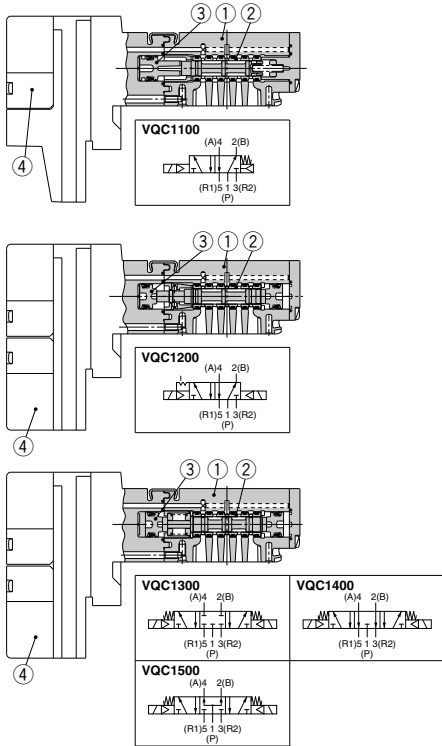 ③ ① ②
④
VQC1100
(A)4 2(B)
(R1)5 1 3(R2)
(P)
③ ① ②
④
VQC1200
(A)4 2(B)
(R1)5 1 3(R2)
(P)
③ ① ②
④
VQC1300
(A)4 2(B)
(R1)5 1 3(R2)
(P)
VQC1400
(A)4 2(B)
(R1)5 1 3(R2)
(P)
VQC1500
(A)4 2(B)
(R1)5 1 3(R2)
(P)